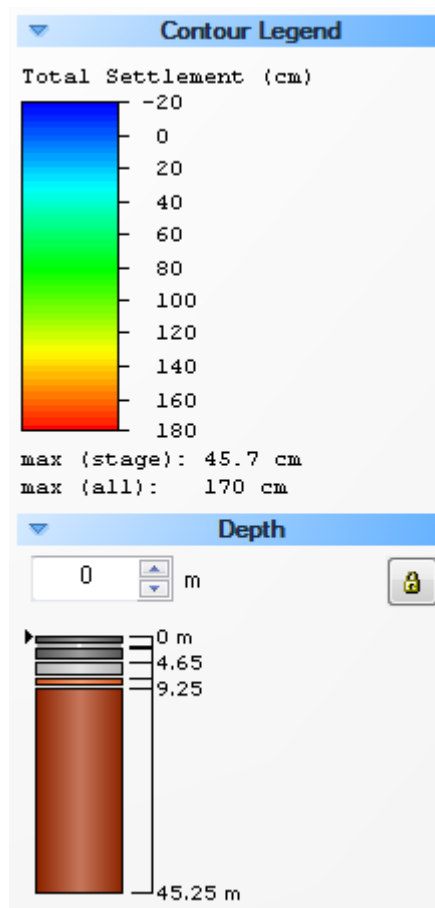 Contour Legend
Total Settlement (cm)
-20
0
20
40
60
80
100
120
140
160
180
max (stage): 45.7 cm
max (all): 170 cm
Depth
0 m
0 m
4.65
9.25
45.25 m